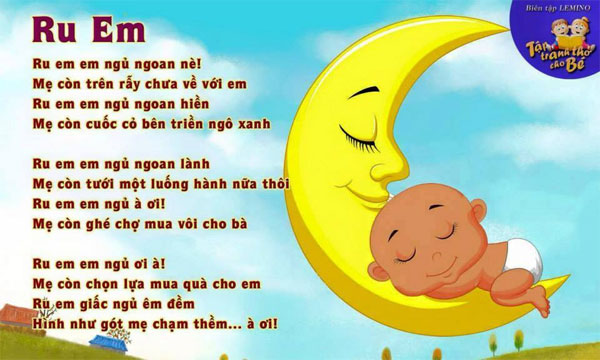 Ru Em
Ru em em ngủ ngoan nè!
Mẹ còn trên rẫy chưa về với em
Ru em em ngủ ngoan hiền
Mẹ còn cuốc cỏ bên triền ngô xanh
Ru em em ngủ ngoan lành
Mẹ còn tưới một luống hành nữa thôi
Ru em em ngủ à ơi!
Mẹ còn ghé chợ mua vôi cho bà
Ru em em ngủ ơi à!
Mẹ còn chọn lựa mua quà cho em
Ru em giấc ngủ êm đềm
Hình như gót mẹ chạm thềm... à ơi!
Biên tập LEMINO
Tập
tranh thơ
cho Bé